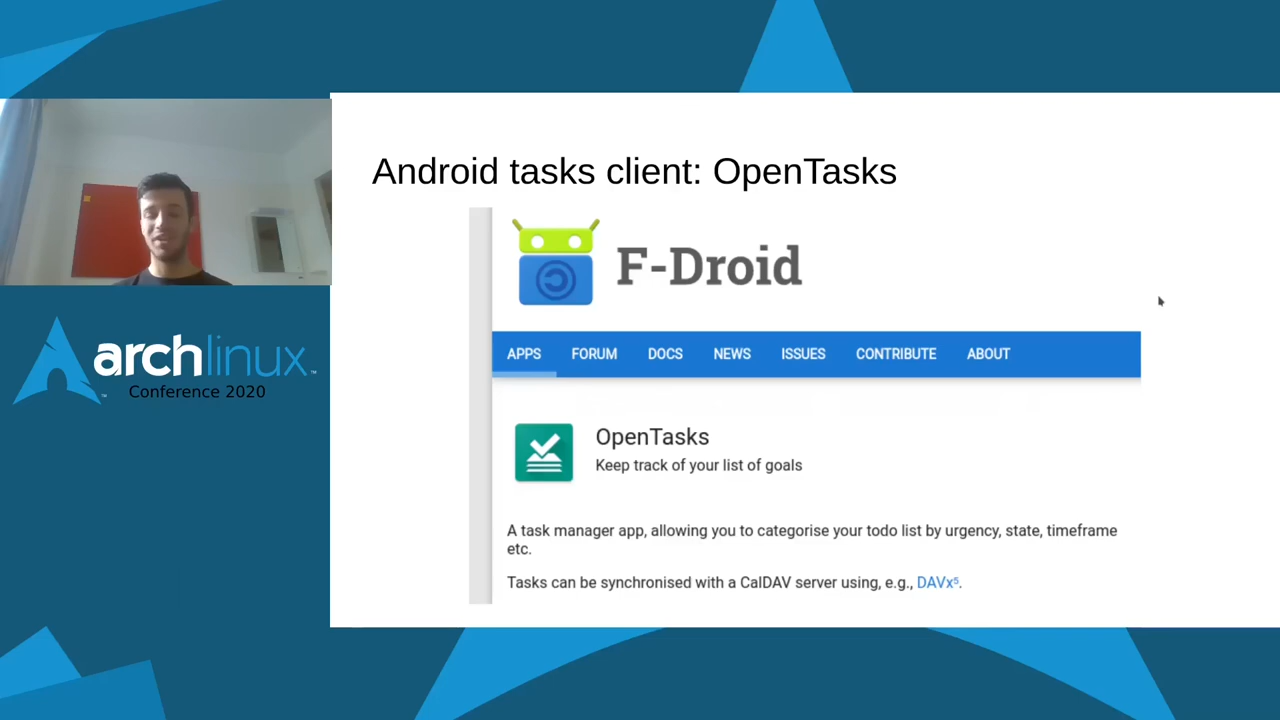 Android tasks client: OpenTasks
F-Droid
APPS FORUM DOCS NEWS ISSUES CONTRIBUTE ABOUT
OpenTasks
Keep track of your list of goals
A task manager app, allowing you to categorise your todo list by urgency, state, timeframe
etc.
Tasks can be synchronised with a CalDAV server using, e.g., DAVx⁵.
archlinux™
Conference 2020